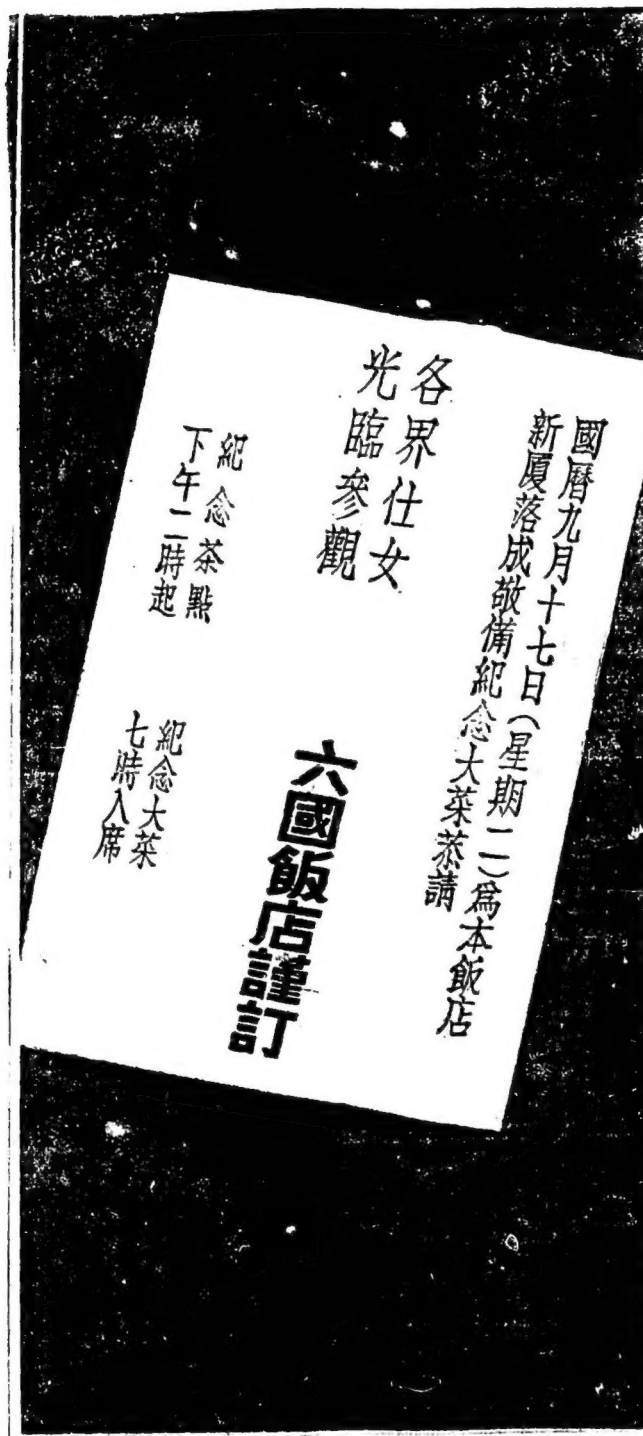 國曆九月十七日(星期二)爲本飯店
新廈落成敬備紀念大菜恭請
各界仕女
光臨參觀
六國飯店謹訂
紀念茶點
下午二時起
紀念大菜
七時入席